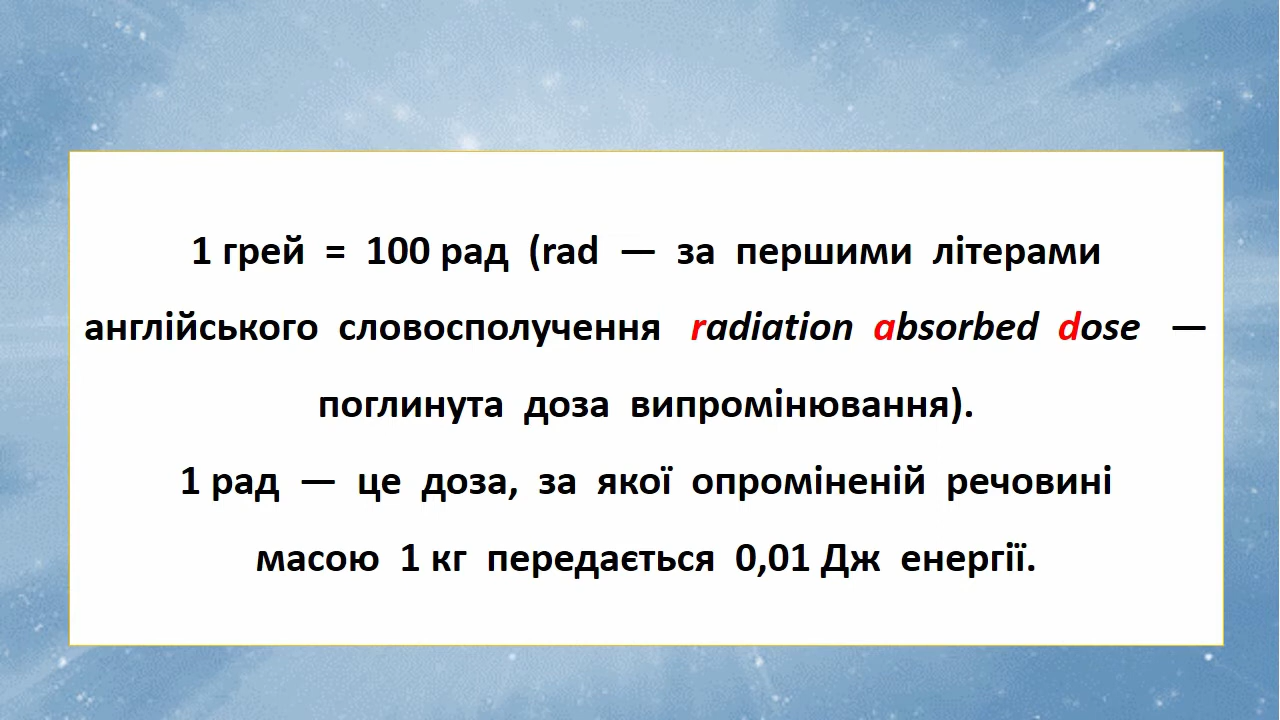 1 грей = 100 рад (rad — за першими літерами
англійського словосполучення radiation absorbed dose —
поглинута доза випромінювання).
1 рад — це доза, за якої опроміненій речовині
масою 1 кг передається 0,01 Дж енергії.